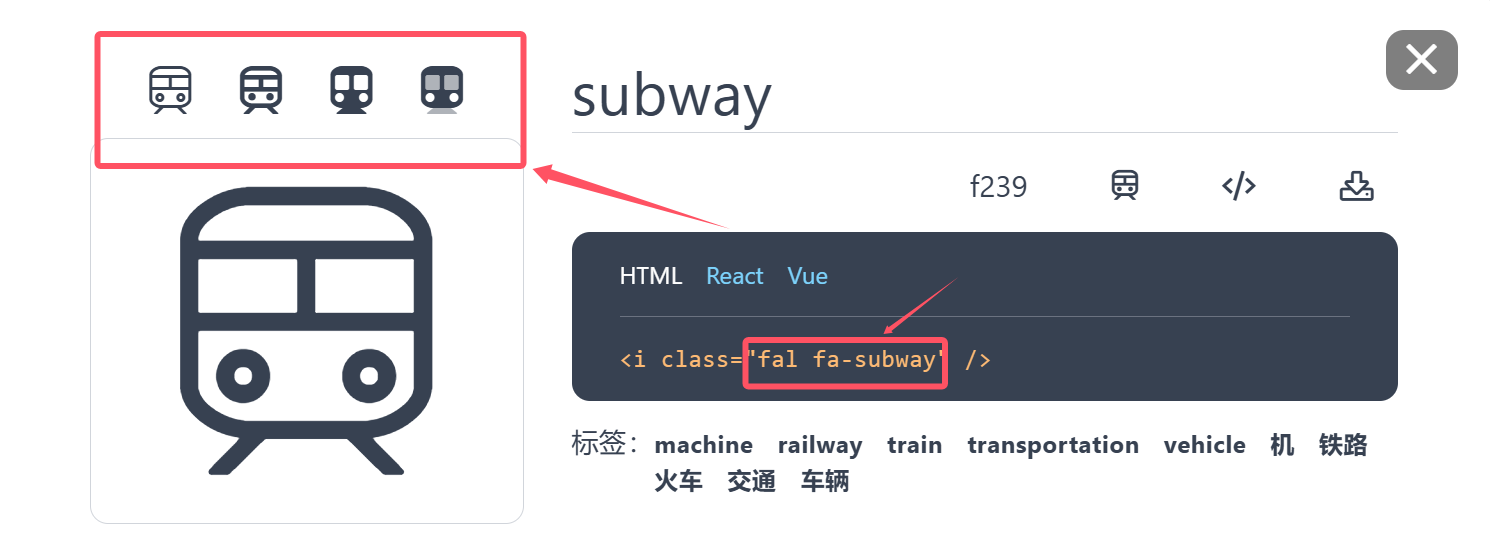 subway
f239
HTML React Vue
<i class="fal fa-subway" />
标签： machine railway train transportation vehicle 机 铁路
火车 交通 车辆